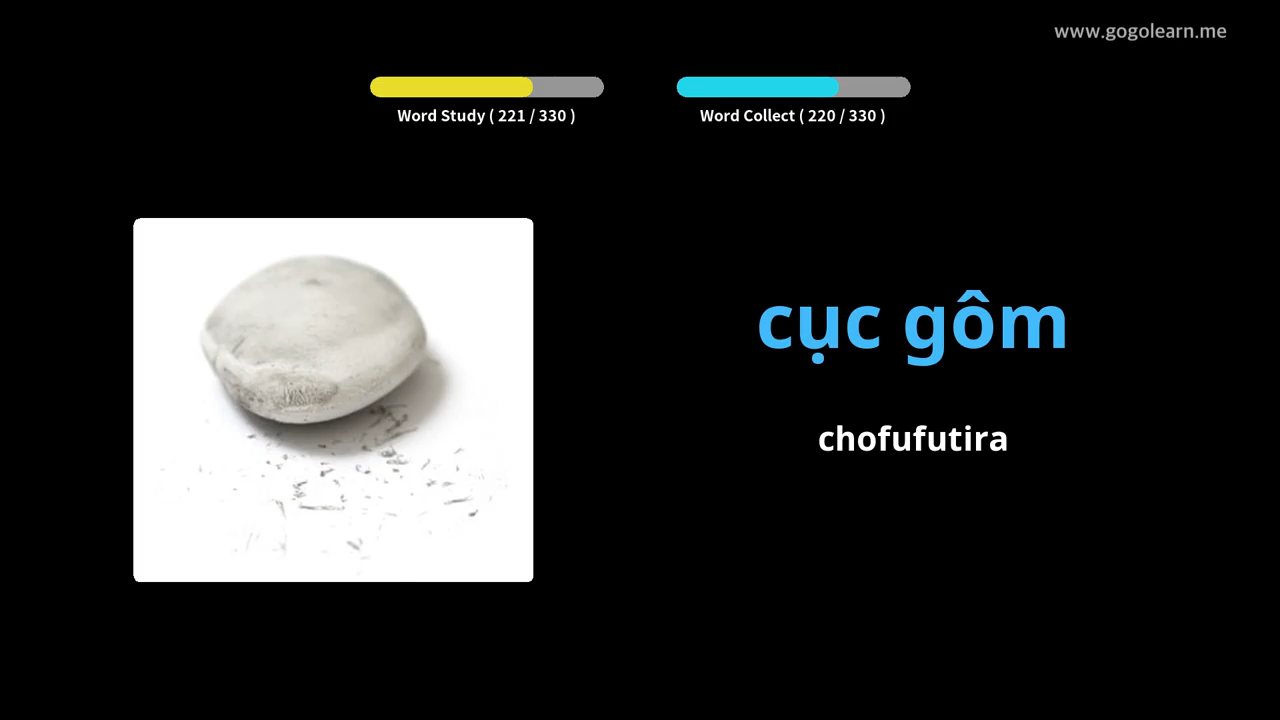 www.gogolearn.me
Word Study ( 221 / 330 )
Word Collect ( 220 / 330 )
cục gôm
chofufutira